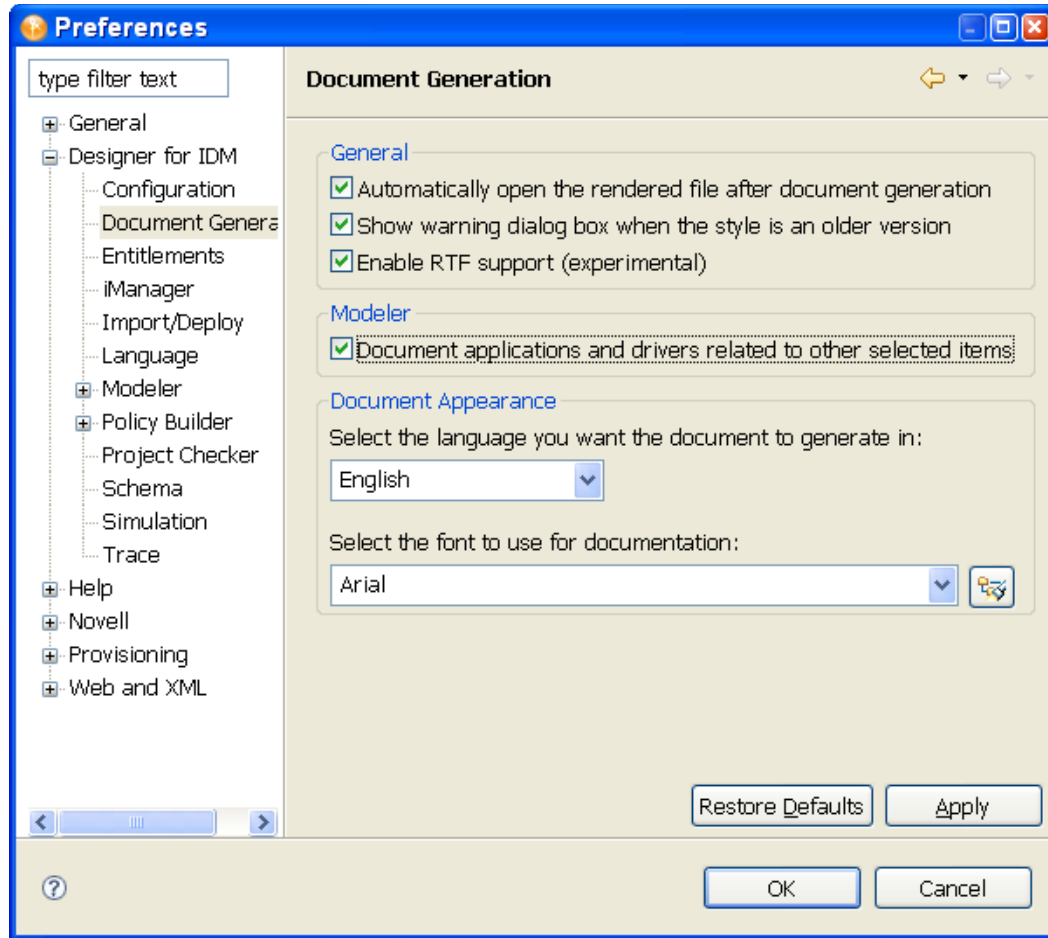 Preferences
type filter text
General
Designer for IDM
Configuration
Document Genera
Entitlements
iManager
Import/Deploy
Language
Modeler
Policy Builder
Project Checker
Schema
Simulation
Trace
Help
Novell
Provisioning
Web and XML
Document Generation
General
Automatically open the rendered file after document generation
Show warning dialog box when the style is an older version
Enable RTF support (experimental)
Modeler
Document applications and drivers related to other selected items
Document Appearance
Select the language you want the document to generate in:
English
Select the font to use for documentation:
Arial
Restore Defaults
Apply
?
OK
Cancel